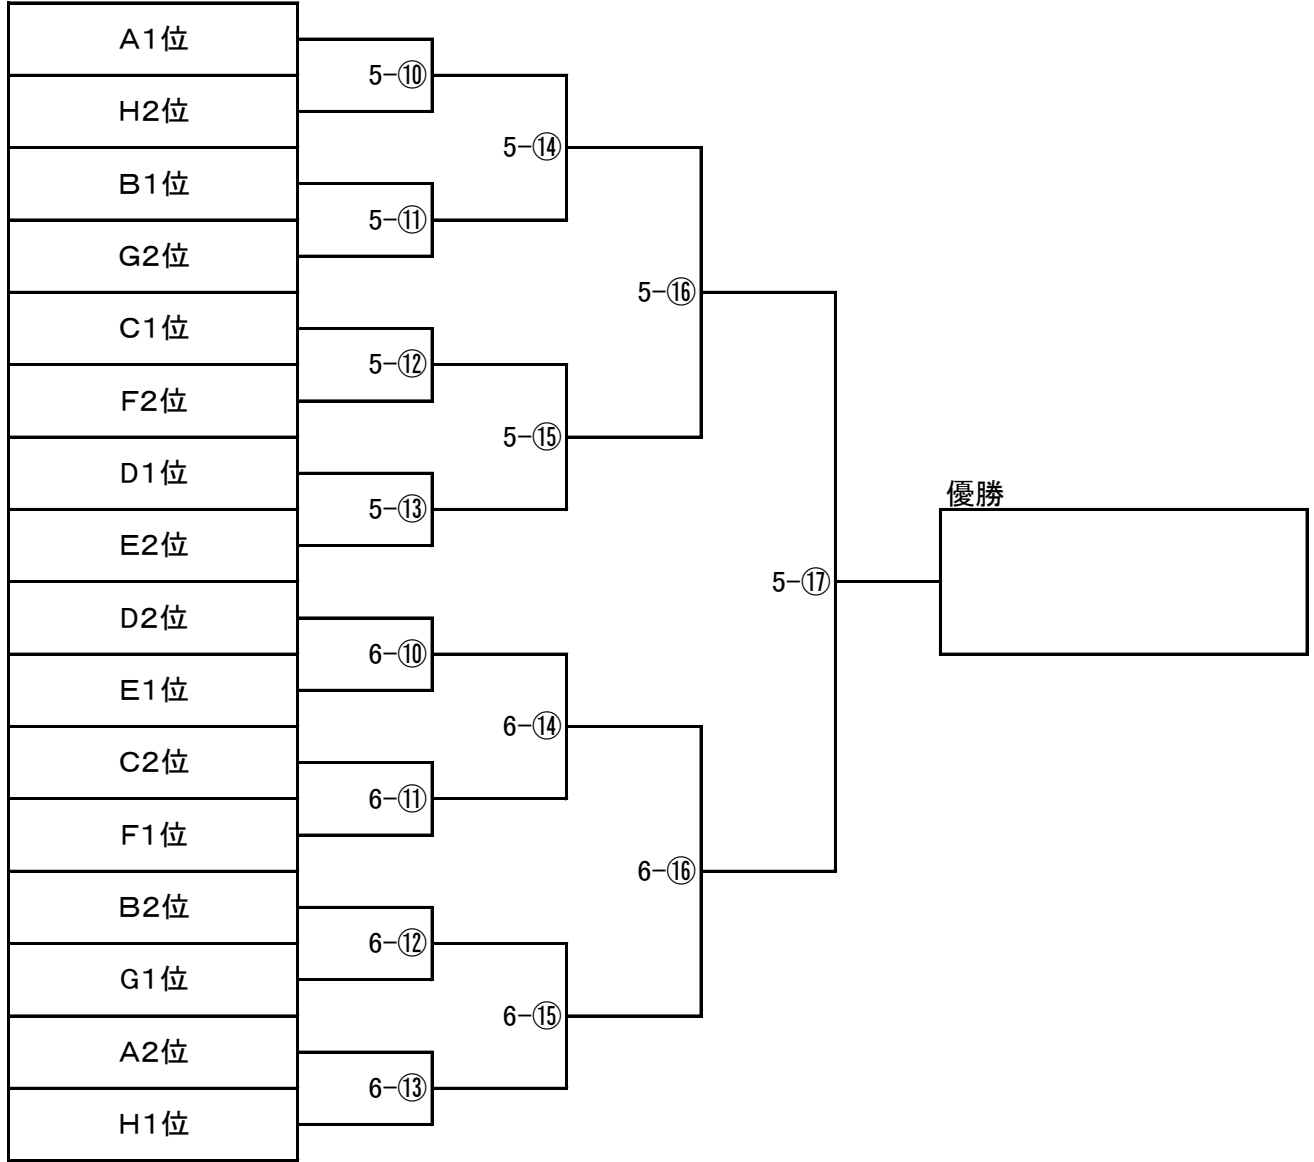 A1位
5-⑩
H2位
5-⑭
B1位
5-⑪
G2位
5-⑯
C1位
5-⑫
F2位
5-⑮
D1位
優勝
5-⑬
E2位
5-⑰
D2位
6-⑩
E1位
6-⑭
C2位
6-⑪
F1位
6-⑯
B2位
6-⑫
G1位
6-⑮
A2位
6-⑬
H1位